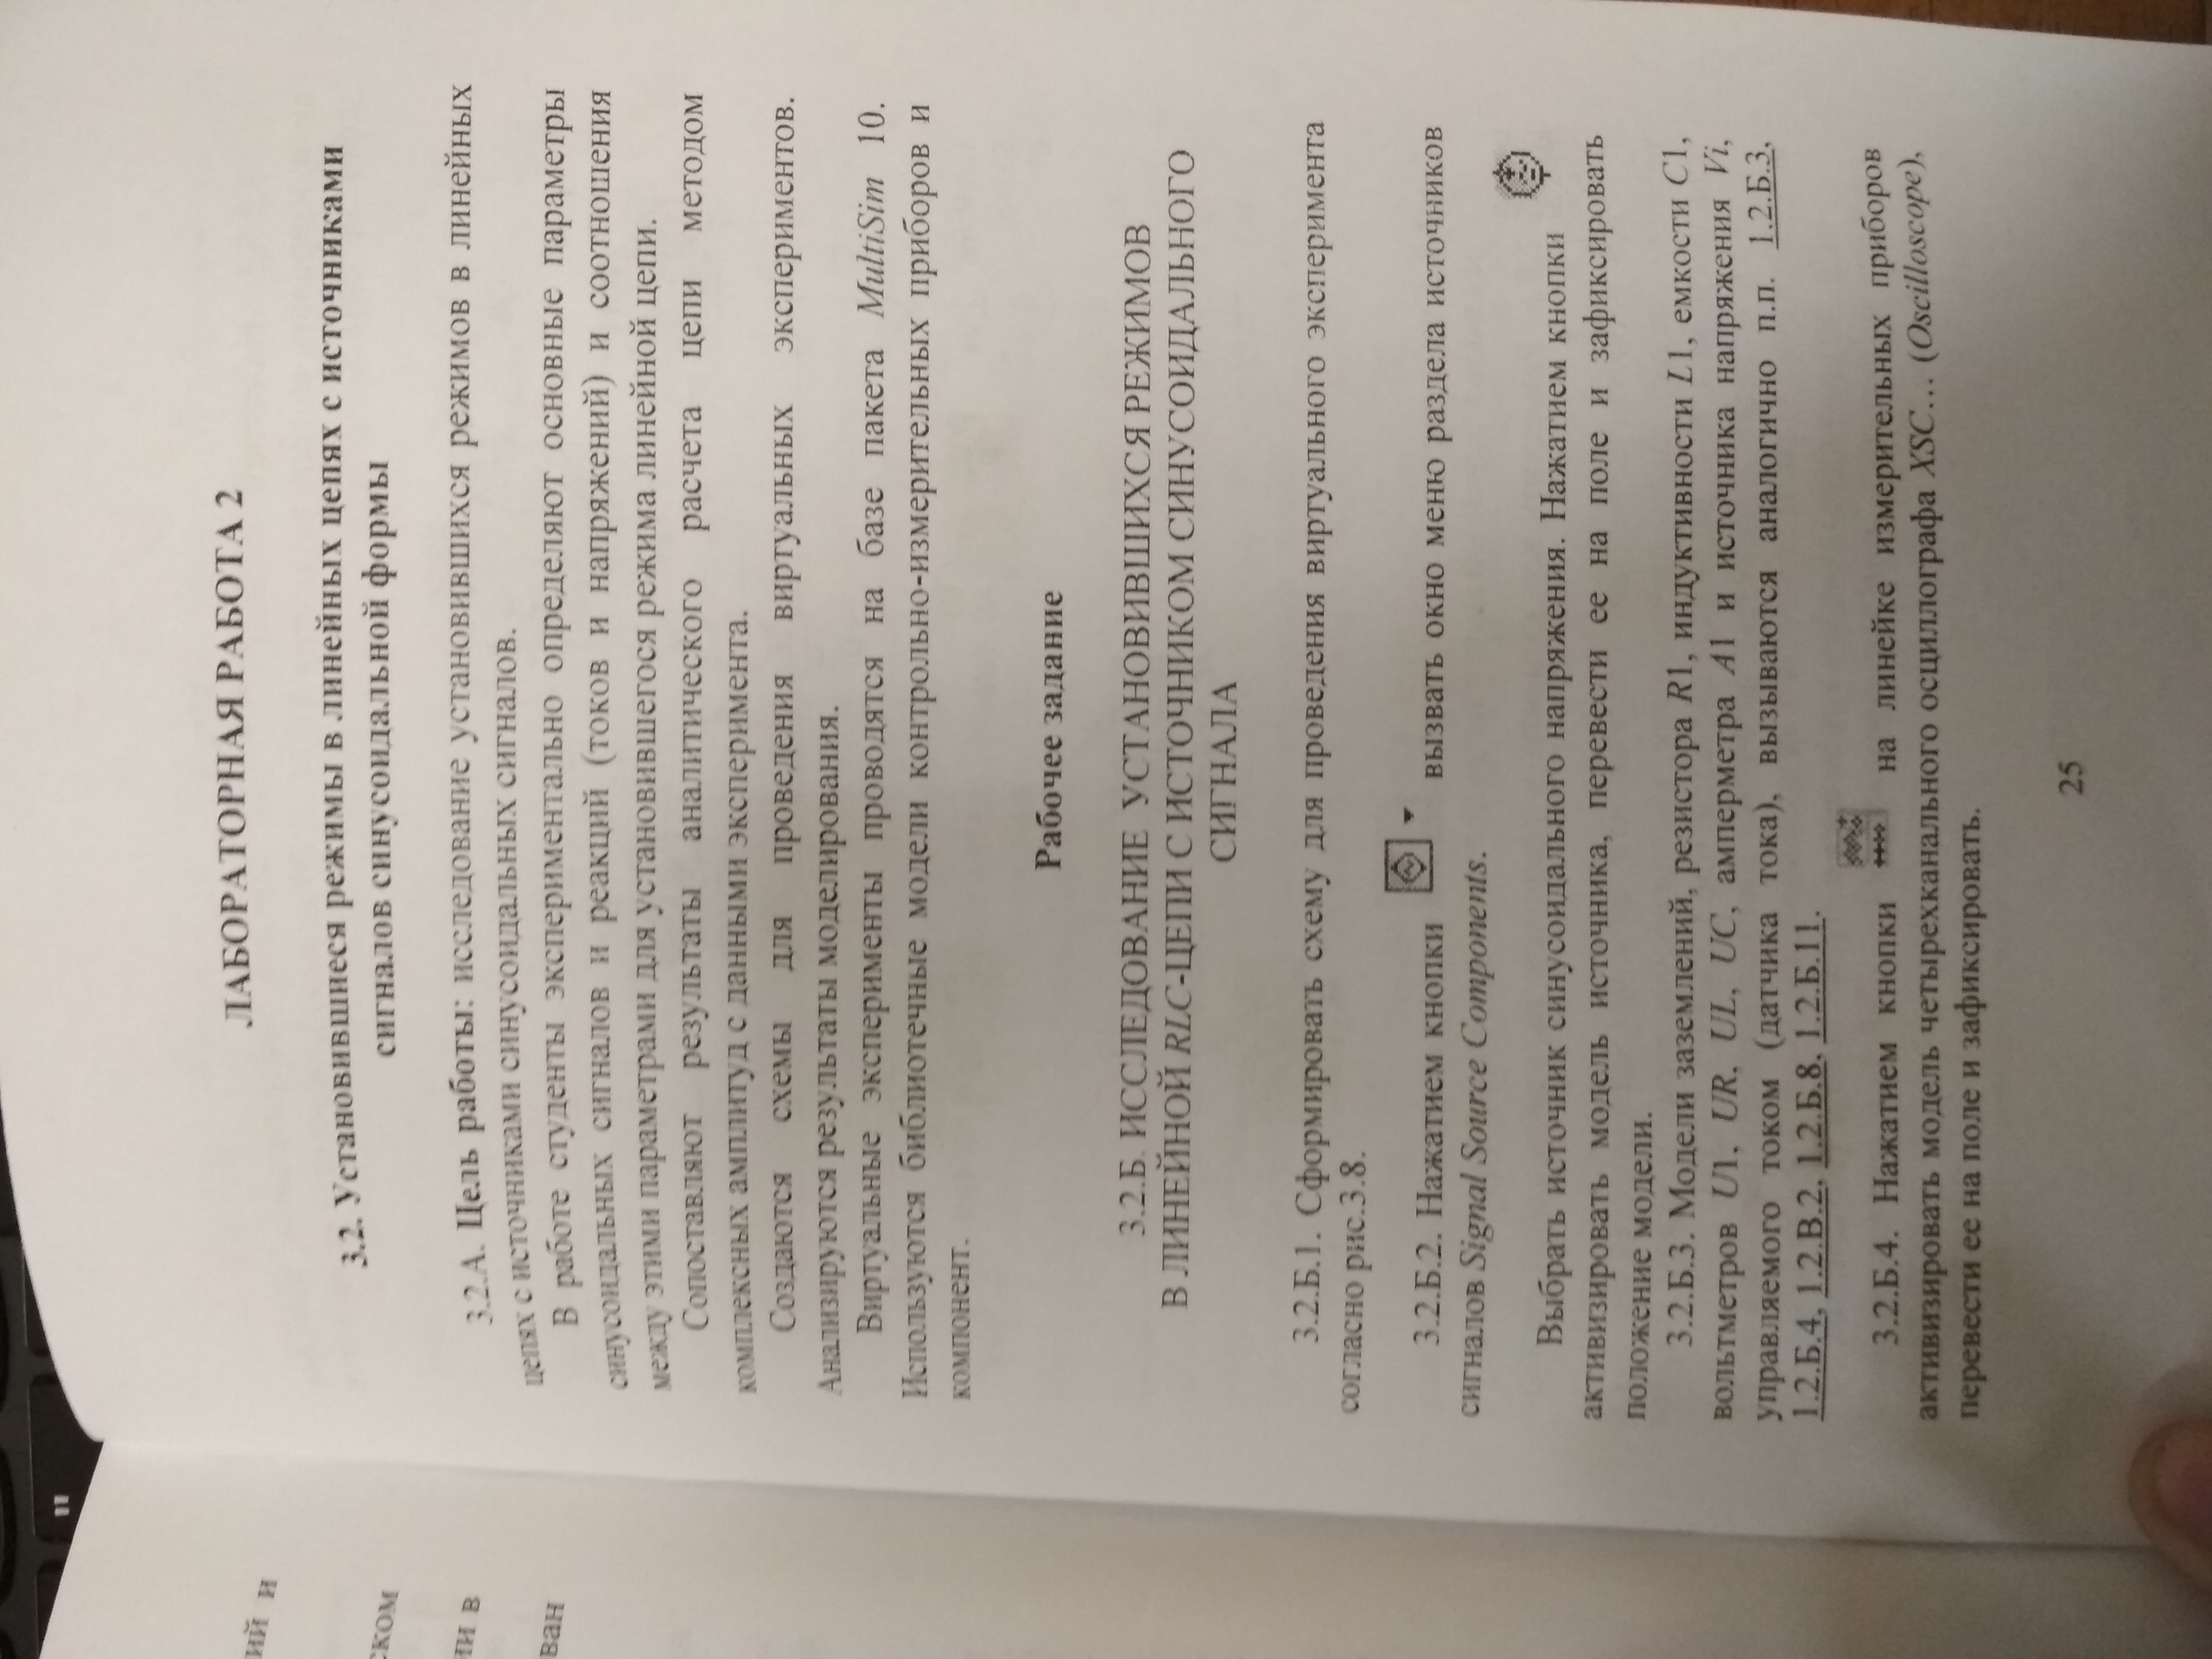 "
ий и
ском
ии в
ван
ЛАБОРАТОРНАЯ РАБОТА 2
3.2. Установившиеся режимы в линейных цепях с источниками
сигналов синусоидальной формы
3.2.А. Цель работы: исследование установившихся режимов в линейных
цепях с источниками синусоидальных сигналов.
В работе студенты экспериментально определяют основные параметры
синусоидальных сигналов и реакций (токов и напряжений) и соотношения
между этими параметрами для установившегося режима линейной цепи.
Сопоставляют результаты аналитического расчета цепи методом
комплексных амплитуд с данными эксперимента.
Создаются схемы для проведения виртуальных экспериментов.
Анализируются результаты моделирования.
Виртуальные эксперименты проводятся на базе пакета MultiSim 10.
Используются библиотечные модели контрольно-измерительных приборов и
компонент.
Рабочее задание
3.2.Б. ИССЛЕДОВАНИЕ УСТАНОВИВШИХСЯ РЕЖИМОВ
В ЛИНЕЙНОЙ RLC-ЦЕПИ С ИСТОЧНИКОМ СИНУСОИДАЛЬНОГО
СИГНАЛА
3.2.Б.1. Сформировать схему для проведения виртуального эксперимента
согласно рис.3.8.
3.2.Б.2. Нажатием кнопки вызвать окно меню раздела источников
сигналов Signal Source Components.
Выбрать источник синусоидального напряжения. Нажатием кнопки
активизировать модель источника, перевести ее на поле и зафиксировать
положение модели.
3.2.Б.3. Модели заземлений, резистора R1, индуктивности L1, емкости C1,
вольтметров U1, UR, UL, UC, амперметра A1 и источника напряжения Vi,
управляемого током (датчика тока), вызываются аналогично п.п. 1.2.Б.3,
1.2.Б.4, 1.2.В.2, 1.2.Б.8, 1.2.Б.11.
3.2.Б.4. Нажатием кнопки на линейке измерительных приборов
активизировать модель четырехканального осциллографа XSC... (Oscilloscope),
перевести ее на поле и зафиксировать.
25